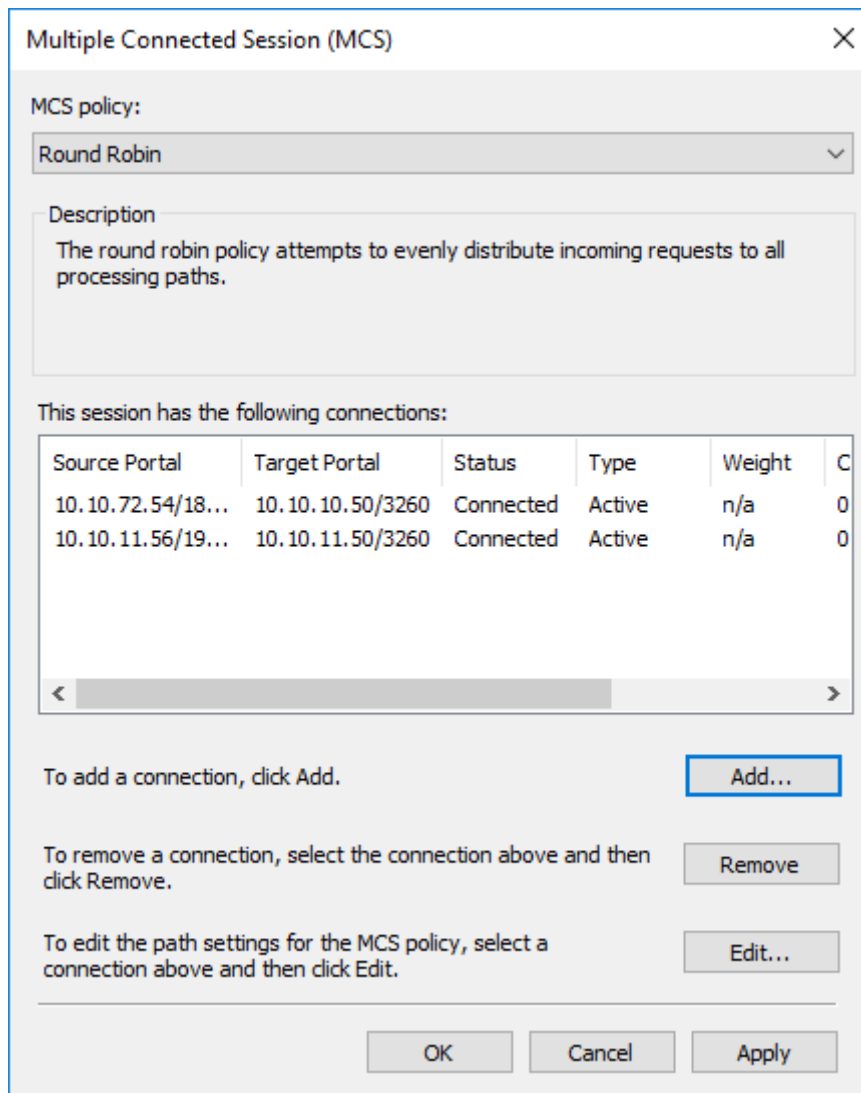 Multiple Connected Session (MCS)
MCS policy:
Round Robin
Description
The round robin policy attempts to evenly distribute incoming requests to all
processing paths.
This session has the following connections:
Source Portal Target Portal Status Type Weight C
10.10.72.54/18... 10.10.10.50/3260 Connected Active n/a 0
10.10.11.56/19... 10.10.11.50/3260 Connected Active n/a 0
To add a connection, click Add.
Add...
To remove a connection, select the connection above and then
click Remove.
Remove
To edit the path settings for the MCS policy, select a
connection above and then click Edit.
Edit...
OK Cancel Apply